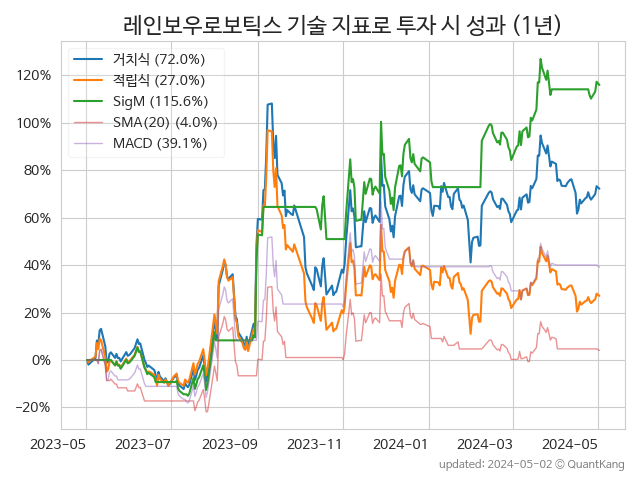 레인보우로보틱스 기술 지표로 투자 시 성과 (1년)
거치식 (72.0%)
적립식 (27.0%)
SigM (115.6%)
SMA(20) (4.0%)
MACD (39.1%)
120%
100%
80%
60%
40%
20%
0%
−20%
2023-05
2023-07
2023-09
2023-11
2024-01
2024-03
2024-05
updated: 2024-05-02 © QuantKang